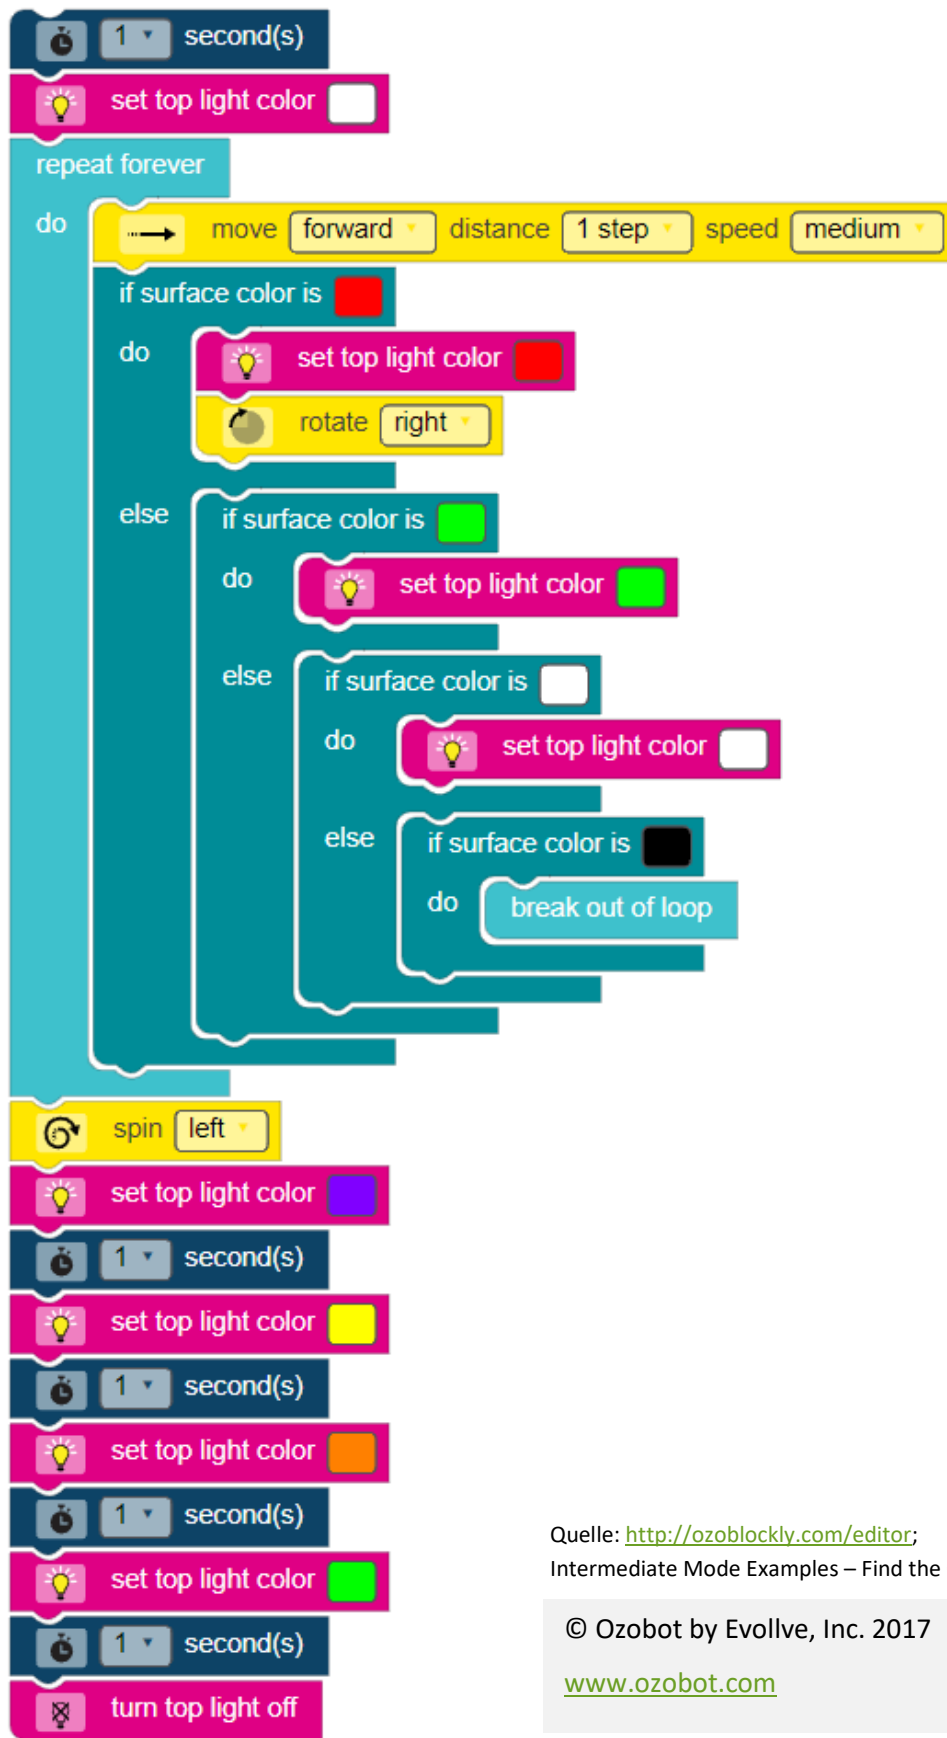 1 second(s)
set top light color
repeat forever
do
move forward distance 1 step speed medium
if surface color is
do
set top light color
rotate right
else
if surface color is
do
set top light color
else
if surface color is
do
set top light color
else
if surface color is
do
break out of loop
spin left
set top light color
1 second(s)
set top light color
1 second(s)
set top light color
1 second(s)
set top light color
1 second(s)
turn top light off
Quelle: http://ozoblockly.com/editor;
Intermediate Mode Examples – Find the
© Ozobot by Evollve, Inc. 2017
www.ozobot.com